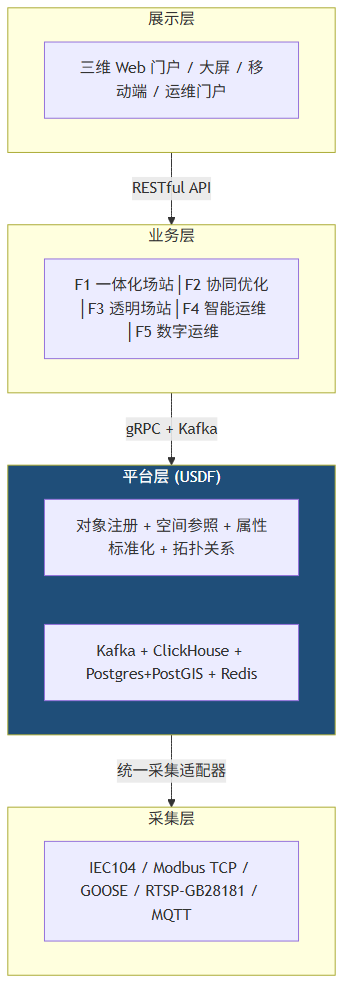 展示层
三维 Web 门户 / 大屏 / 移
动端 / 运维门户
RESTful API
业务层
F1 一体化场站│F2 协同优化
│F3 透明场站│F4 智能运维
│F5 数字运维
gRPC + Kafka
平台层 (USDF)
对象注册 + 空间参照 + 属性
标准化 + 拓扑关系
Kafka + ClickHouse +
Postgres+PostGIS + Redis
统一采集适配器
采集层
IEC104 / Modbus TCP /
GOOSE / RTSP-GB28181 /
MQTT